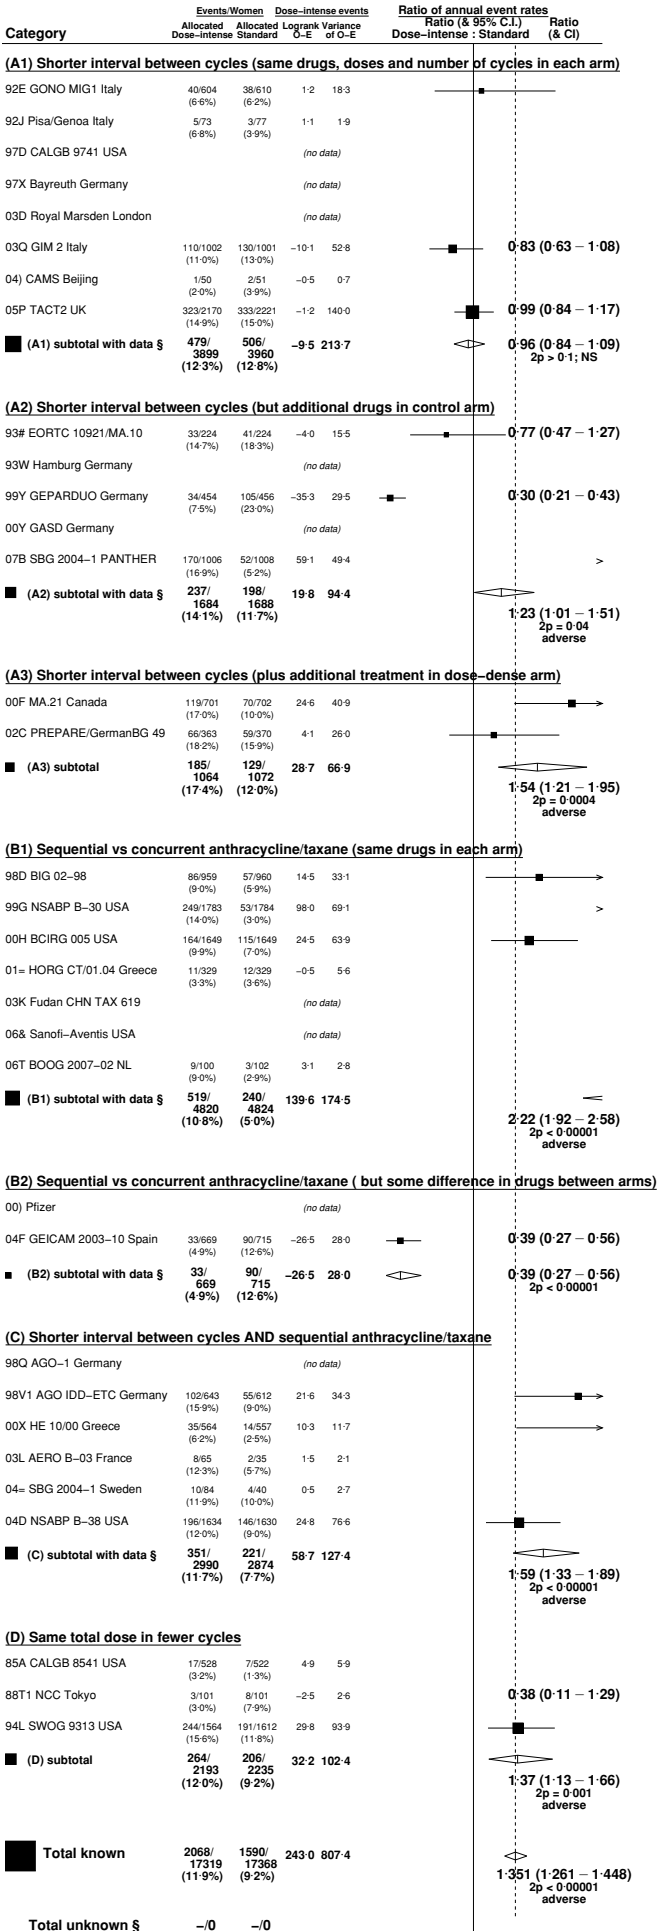 Events/Women Dose–intense events Ratio of annual event rates
Category Allocated Dose–intense Allocated Standard Logrank O–E Variance of O–E Ratio (& 95% C.I.) Dose–intense : Standard Ratio (& CI)
(A1) Shorter interval between cycles (same drugs, doses and number of cycles in each arm)
92E GONO MIG1 Italy 40/604 38/610 1·2 18·3
(6·6%) (6·2%)
92J Pisa/Genoa Italy 5/73 3/77 1·1 1·9
(6·8%) (3·9%)
97D CALGB 9741 USA (no data)
97X Bayreuth Germany (no data)
03D Royal Marsden London (no data)
03Q GIM 2 Italy 110/1002 130/1001 −10·1 52·8 0·83 (0·63 − 1·08)
(11·0%) (13·0%)
04) CAMS Beijing 1/50 2/51 −0·5 0·7
(2·0%) (3·9%)
05P TACT2 UK 323/2170 333/2221 −1·2 140·0 0·99 (0·84 − 1·17)
(14·9%) (15·0%)
(A1) subtotal with data § 479/ 506/ −9·5 213·7 0·96 (0·84 − 1·09)
3899 3960 2p > 0·1; NS
(12·3%) (12·8%)
(A2) Shorter interval between cycles (but additional drugs in control arm)
93# EORTC 10921/MA.10 33/224 41/224 −4·0 15·5 0·77 (0·47 − 1·27)
(14·7%) (18·3%)
93W Hamburg Germany (no data)
99Y GEPARDUO Germany 34/454 105/456 −35·3 29·5 0·30 (0·21 − 0·43)
(7·5%) (23·0%)
00Y GASD Germany (no data)
07B SBG 2004−1 PANTHER 170/1006 52/1008 59·1 49·4
(16·9%) (5·2%)
(A2) subtotal with data § 237/ 198/ 19·8 94·4
1684 1688 1·23 (1·01 − 1·51)
(14·1%) (11·7%) 2p = 0·04
adverse
(A3) Shorter interval between cycles (plus additional treatment in dose−dense arm)
00F MA.21 Canada 119/701 70/702 24·6 40·9
(17·0%) (10·0%)
02C PREPARE/GermanBG 49 66/363 59/370 4·1 26·0
(18·2%) (15·9%)
(A3) subtotal 185/ 129/ 28·7 66·9
1064 1072 1·54 (1·21 − 1·95)
(17·4%) (12·0%) 2p = 0·0004
adverse
(B1) Sequential vs concurrent anthracycline/taxane (same drugs in each arm)
98D BIG 02−98 86/959 57/960 14·5 33·1
(9·0%) (5·9%)
99G NSABP B−30 USA 249/1783 53/1784 98·0 69·1
(14·0%) (3·0%)
00H BCIRG 005 USA 164/1649 115/1649 24·5 63·9
(9·9%) (7·0%)
01= HORG CT/01.04 Greece 11/329 12/329 −0·5 5·6
(3·3%) (3·6%)
03K Fudan CHN TAX 619 (no data)
06& Sanofi−Aventis USA (no data)
06T BOOG 2007−02 NL 9/100 3/102 3·1 2·8
(9·0%) (2·9%)
(B1) subtotal with data § 519/ 240/ 139·6 174·5
4820 4824 2·22 (1·92 − 2·58)
(10·8%) (5·0%) 2p < 0·00001
adverse
(B2) Sequential vs concurrent anthracycline/taxane ( but some difference in drugs between arms)
00) Pfizer (no data)
04F GEICAM 2003−10 Spain 33/669 90/715 −26·5 28·0 0·39 (0·27 − 0·56)
(4·9%) (12·6%)
(B2) subtotal with data § 33/ 90/ −26·5 28·0 0·39 (0·27 − 0·56)
669 715 2p < 0·00001
(4·9%) (12·6%)
(C) Shorter interval between cycles AND sequential anthracycline/taxane
98Q AGO−1 Germany (no data)
98V1 AGO IDD−ETC Germany 102/643 55/612 21·6 34·3
(15·9%) (9·0%)
00X HE 10/00 Greece 35/564 14/557 10·3 11·7
(6·2%) (2·5%)
03L AERO B−03 France 8/65 2/35 1·5 2·1
(12·3%) (5·7%)
04= SBG 2004−1 Sweden 10/84 4/40 0·5 2·7
(11·9%) (10·0%)
04D NSABP B−38 USA 196/1634 146/1630 24·8 76·6
(12·0%) (9·0%)
(C) subtotal with data § 351/ 221/ 58·7 127·4
2990 2874 1·59 (1·33 − 1·89)
(11·7%) (7·7%) 2p < 0·00001
adverse
(D) Same total dose in fewer cycles
85A CALGB 8541 USA 17/528 7/522 4·9 5·9
(3·2%) (1·3%)
88T1 NCC Tokyo 3/101 8/101 −2·5 2·6 0·38 (0·11 − 1·29)
(3·0%) (7·9%)
94L SWOG 9313 USA 244/1564 191/1612 29·8 93·9
(15·6%) (11·8%)
(D) subtotal 264/ 206/ 32·2 102·4
2193 2235 1·37 (1·13 − 1·66)
(12·0%) (9·2%) 2p = 0·001
adverse
Total known 2068/ 1590/ 243·0 807·4
17319 17368 1·351 (1·261 − 1·448)
(11·9%) (9·2%) 2p < 0·00001
adverse
Total unknown § −/0 −/0